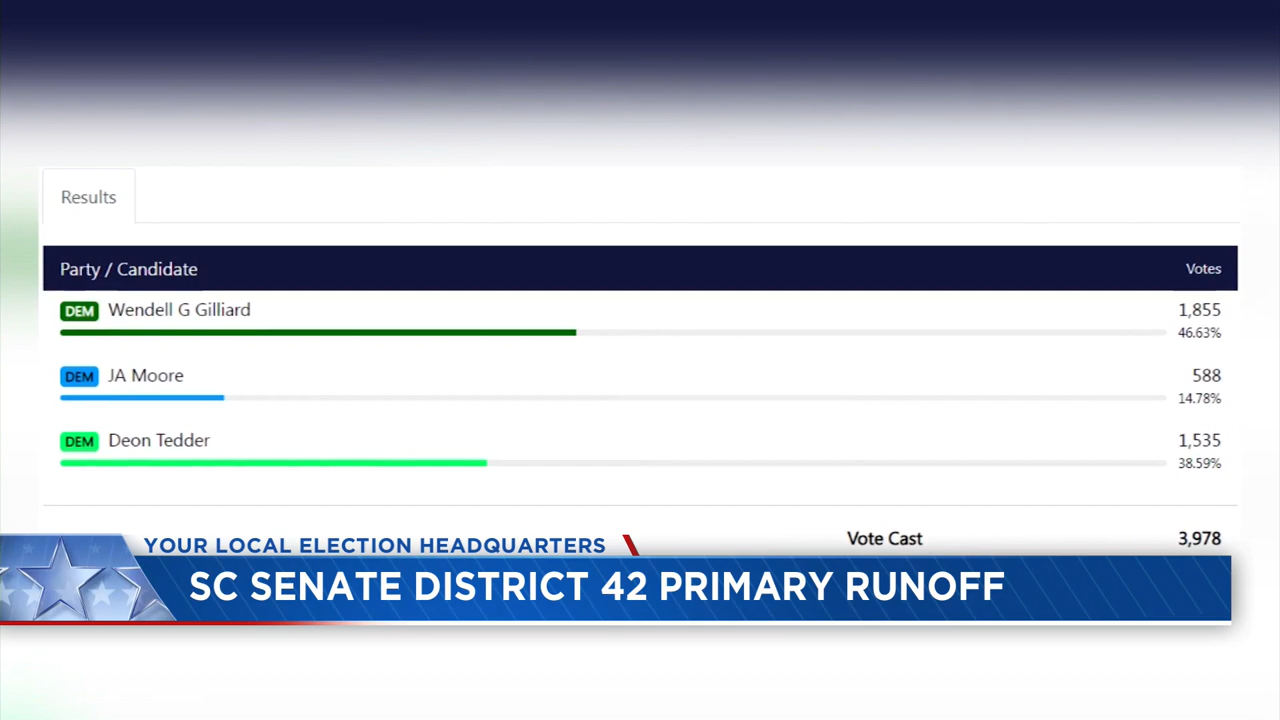 Results
Party / Candidate Votes
DEM Wendell G Gilliard 1,855
46.63%
DEM JA Moore 588
14.78%
DEM Deon Tedder 1,535
38.59%
Vote Cast 3,978
YOUR LOCAL ELECTION HEADQUARTERS
SC SENATE DISTRICT 42 PRIMARY RUNOFF